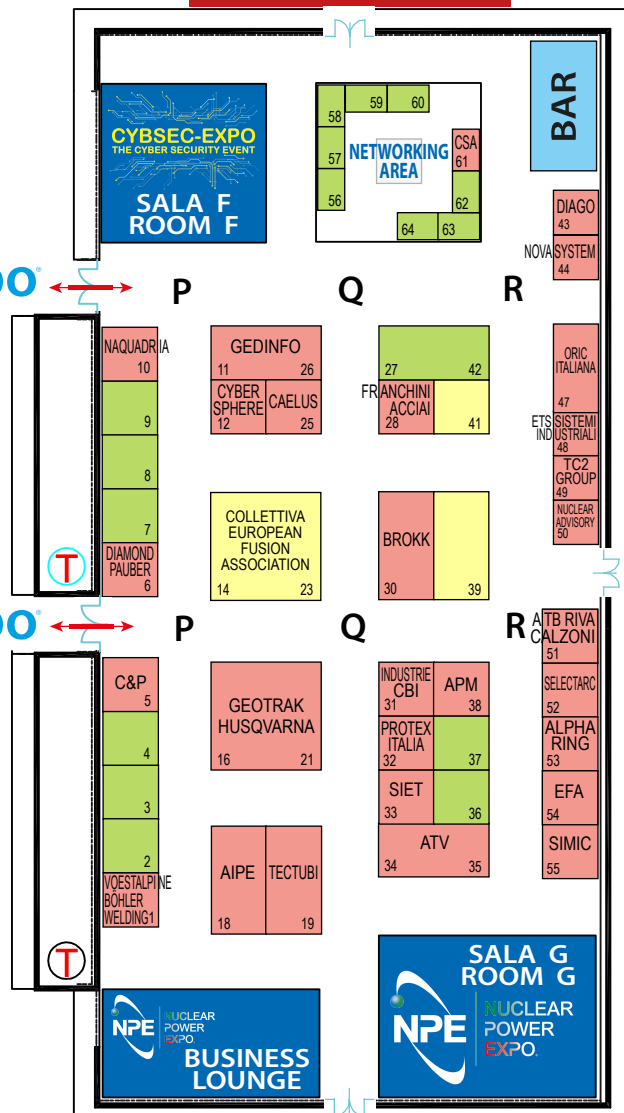 CYBSEC-EXPO
THE CYBER SECURITY EVENT
SALA F
ROOM F
58
59
60
57
56
NETWORKING
AREA
CSA
61
62
64
63
BAR
DIAGO
43
NOVA SYSTEM
44
P
Q
R
NAQUADRIA
10
9
8
7
DIAMOND
PAUBER
6
T
GEDINFO
11
26
CYBER
SPHERE
12
CAELUS
25
27
42
FRANCHINI
ACCIAI
28
41
ORIC
ITALIANA
47
ETS SISTEMI
INDUSTRIALI
48
TC2
GROUP
49
NUCLEAR
ADVISORY
50
COLLETTIVA
EUROPEAN
FUSION
ASSOCIATION
14
23
BROKK
30
39
P
Q
R
C&P
5
4
3
2
VOESTALPINE
BÖHLER
WELDING1
T
GEOTRAK
HUSQVARNA
16
21
INDUSTRIE
CBI
31
APM
38
PROTEX
ITALIA
32
37
SIET
33
36
ATV
34
35
ATB RIVA
CALZONI
51
SELECTARC
52
ALPHA
RING
53
EFA
54
SIMIC
55
AIPE
18
TECTUBI
19
NPE
NUCLEAR
POWER
EXPO.
BUSINESS
LOUNGE
SALA G
ROOM G
NPE
NUCLEAR
POWER
EXPO.